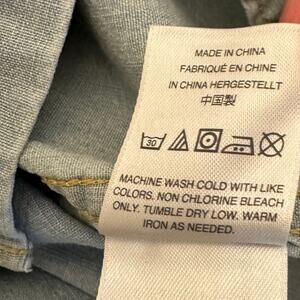 MADE IN CHINA
FABRIQUÉ EN CHINE
IN CHINA HERGESTELLT
中国製
30
MACHINE WASH COLD WITH LIKE
COLORS. NON CHLORINE BLEACH
ONLY. TUMBLE DRY LOW. WARM
IRON AS NEEDED.